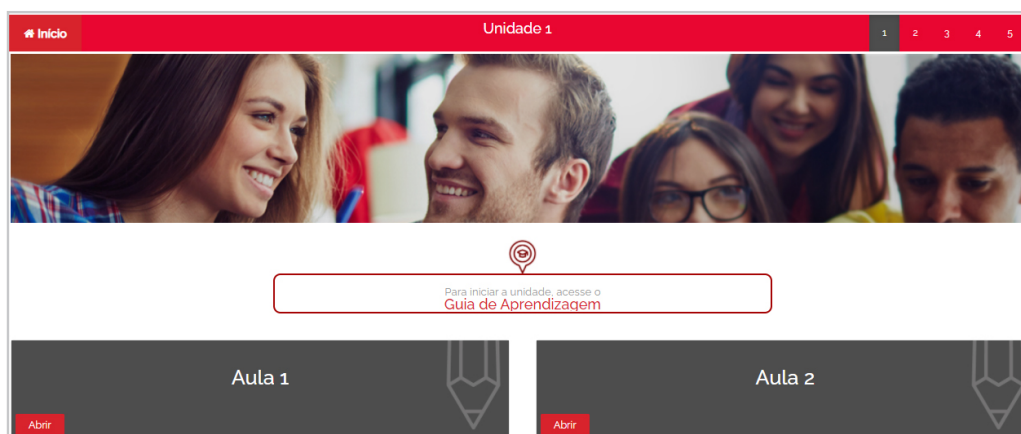 Início
Unidade 1
1 2 3 4 5
Para iniciar a unidade, acesse o
Guia de Aprendizagem
Aula 1
Abrir
Aula 2
Abrir